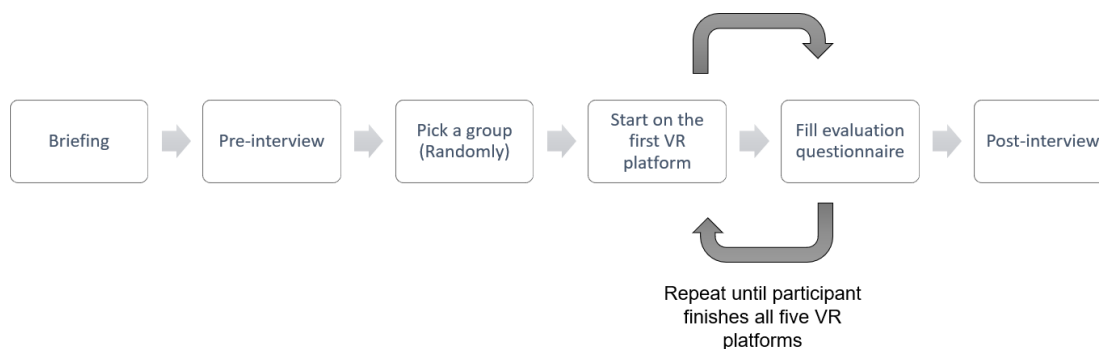 Briefing
Pre-interview
Pick a group
(Randomly)
Start on the
first VR
platform
Fill evaluation
questionnaire
Post-interview
Repeat until participant
finishes all five VR
platforms